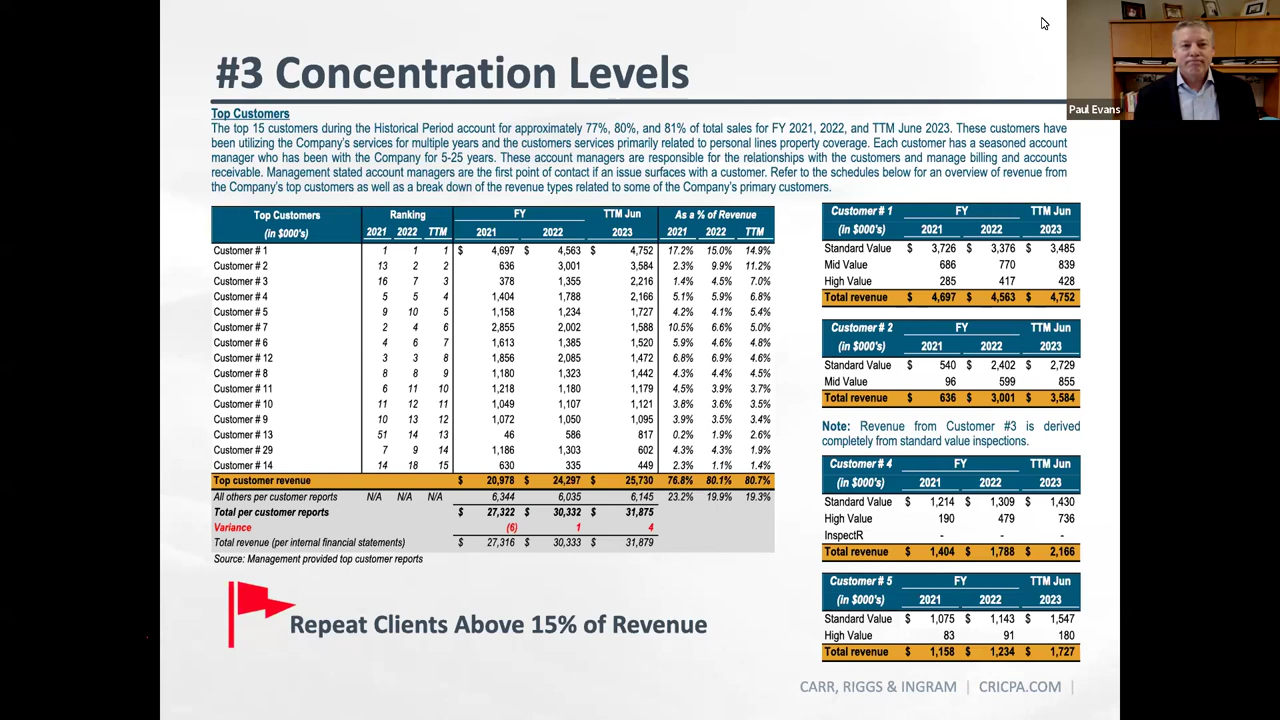 #3 Concentration Levels
Paul Evans
Top Customers
The top 15 customers during the Historical Period account for approximately 77%, 80%, and 81% of total sales for FY 2021, 2022, and TTM June 2023. These customers have
been utilizing the Company's services for multiple years and the customers services primarily related to personal lines property coverage. Each customer has a seasoned account
manager who has been with the Company for 5-25 years. These account managers are responsible for the relationships with the customers and manage billing and accounts
receivable. Management stated account managers are the first point of contact if an issue surfaces with a customer. Refer to the schedules below for an overview of revenue from
the Company's top customers as well as a break down of the revenue types related to some of the Company's primary customers.
Top Customers Ranking FY TTM Jun As a % of Revenue
(in $000's) 2021 2022 TTM 2021 2022 2023 2021 2022 TTM
Customer # 1 1 1 1 $ 4,697 $ 4,563 $ 4,752 17.2% 15.0% 14.9%
Customer # 2 13 2 2 636 3,001 3,584 2.3% 9.9% 11.2%
Customer # 3 16 7 3 378 1,355 2,216 1.4% 4.5% 7.0%
Customer # 4 5 5 4 1,404 1,788 2,166 5.1% 5.9% 6.8%
Customer # 5 9 10 5 1,158 1,234 1,727 4.2% 4.1% 5.4%
Customer # 7 2 4 6 2,855 2,002 1,588 10.5% 6.6% 5.0%
Customer # 6 4 6 7 1,613 1,385 1,520 5.9% 4.6% 4.8%
Customer # 12 3 3 8 1,856 2,085 1,472 6.8% 6.9% 4.6%
Customer # 8 8 8 9 1,180 1,323 1,442 4.3% 4.4% 4.5%
Customer # 11 6 11 10 1,218 1,180 1,179 4.5% 3.9% 3.7%
Customer # 10 11 12 11 1,049 1,107 1,121 3.8% 3.6% 3.5%
Customer # 9 10 13 12 1,072 1,050 1,095 3.9% 3.5% 3.4%
Customer # 13 51 14 13 46 586 817 0.2% 1.9% 2.6%
Customer # 29 7 9 14 1,186 1,303 602 4.3% 4.3% 1.9%
Customer # 14 14 18 15 630 335 449 2.3% 1.1% 1.4%
Top customer revenue $ 20,978 $ 24,297 $ 25,730 76.8% 80.1% 80.7%
All others per customer reports N/A N/A N/A 6,344 6,035 6,145 23.2% 19.9% 19.3%
Total per customer reports $ 27,322 $ 30,332 $ 31,875
Variance (6) 1 4
Total revenue (per internal financial statements) $ 27,316 $ 30,333 $ 31,879
Source: Management provided top customer reports
Customer # 1 FY TTM Jun
(in $000's) 2021 2022 2023
Standard Value $ 3,726 $ 3,376 $ 3,485
Mid Value 686 770 839
High Value 285 417 428
Total revenue $ 4,697 $ 4,563 $ 4,752
Customer # 2 FY TTM Jun
(in $000's) 2021 2022 2023
Standard Value $ 540 $ 2,402 $ 2,729
Mid Value 96 599 855
Total revenue $ 636 $ 3,001 $ 3,584
Note: Revenue from Customer #3 is derived
completely from standard value inspections.
Customer # 4 FY TTM Jun
(in $000's) 2021 2022 2023
Standard Value $ 1,214 $ 1,309 $ 1,430
High Value 190 479 736
InspectR - - -
Total revenue $ 1,404 $ 1,788 $ 2,166
Customer # 5 FY TTM Jun
(in $000's) 2021 2022 2023
Standard Value $ 1,075 $ 1,143 $ 1,547
High Value 83 91 180
Total revenue $ 1,158 $ 1,234 $ 1,727
Repeat Clients Above 15% of Revenue
CARR, RIGGS & INGRAM | CRICPA.COM |